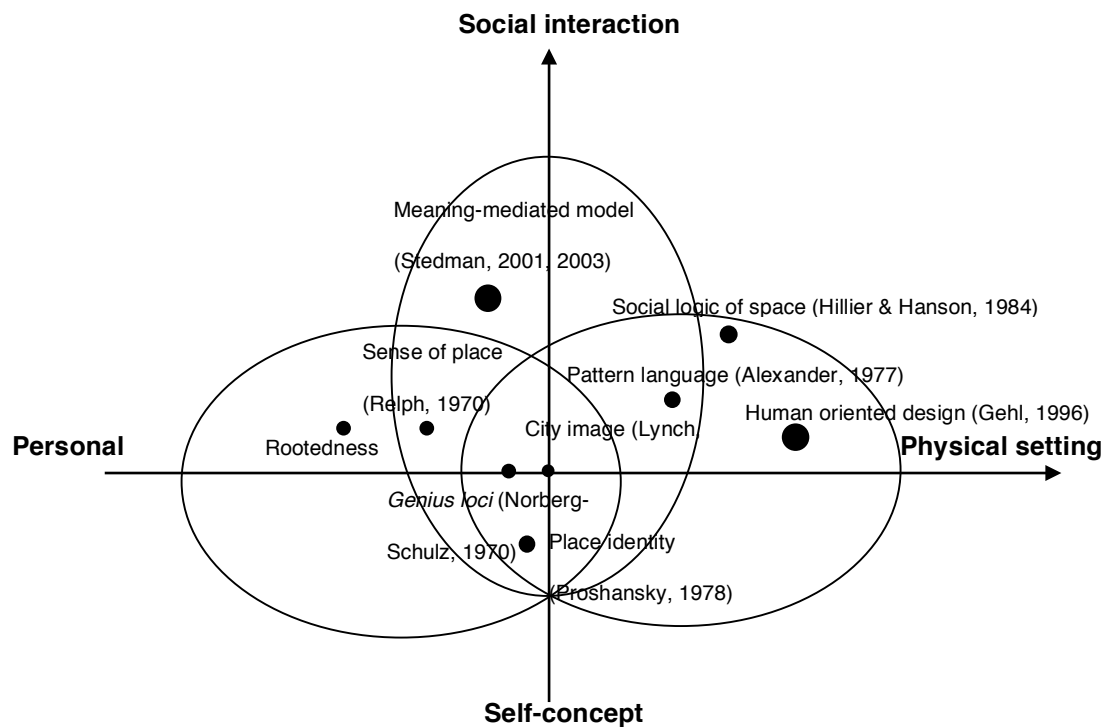 Social interaction
Meaning-mediated model
(Stedman, 2001, 2003)
Social logic of space (Hillier & Hanson, 1984)
Sense of place
Pattern language (Alexander, 1977)
(Relph, 1970)
Human oriented design (Gehl, 1996)
City image (Lynch,
Personal
Rootedness
Physical setting
Genius loci (Norberg-
Schulz, 1970)
Place identity
(Proshansky, 1978)
Self-concept